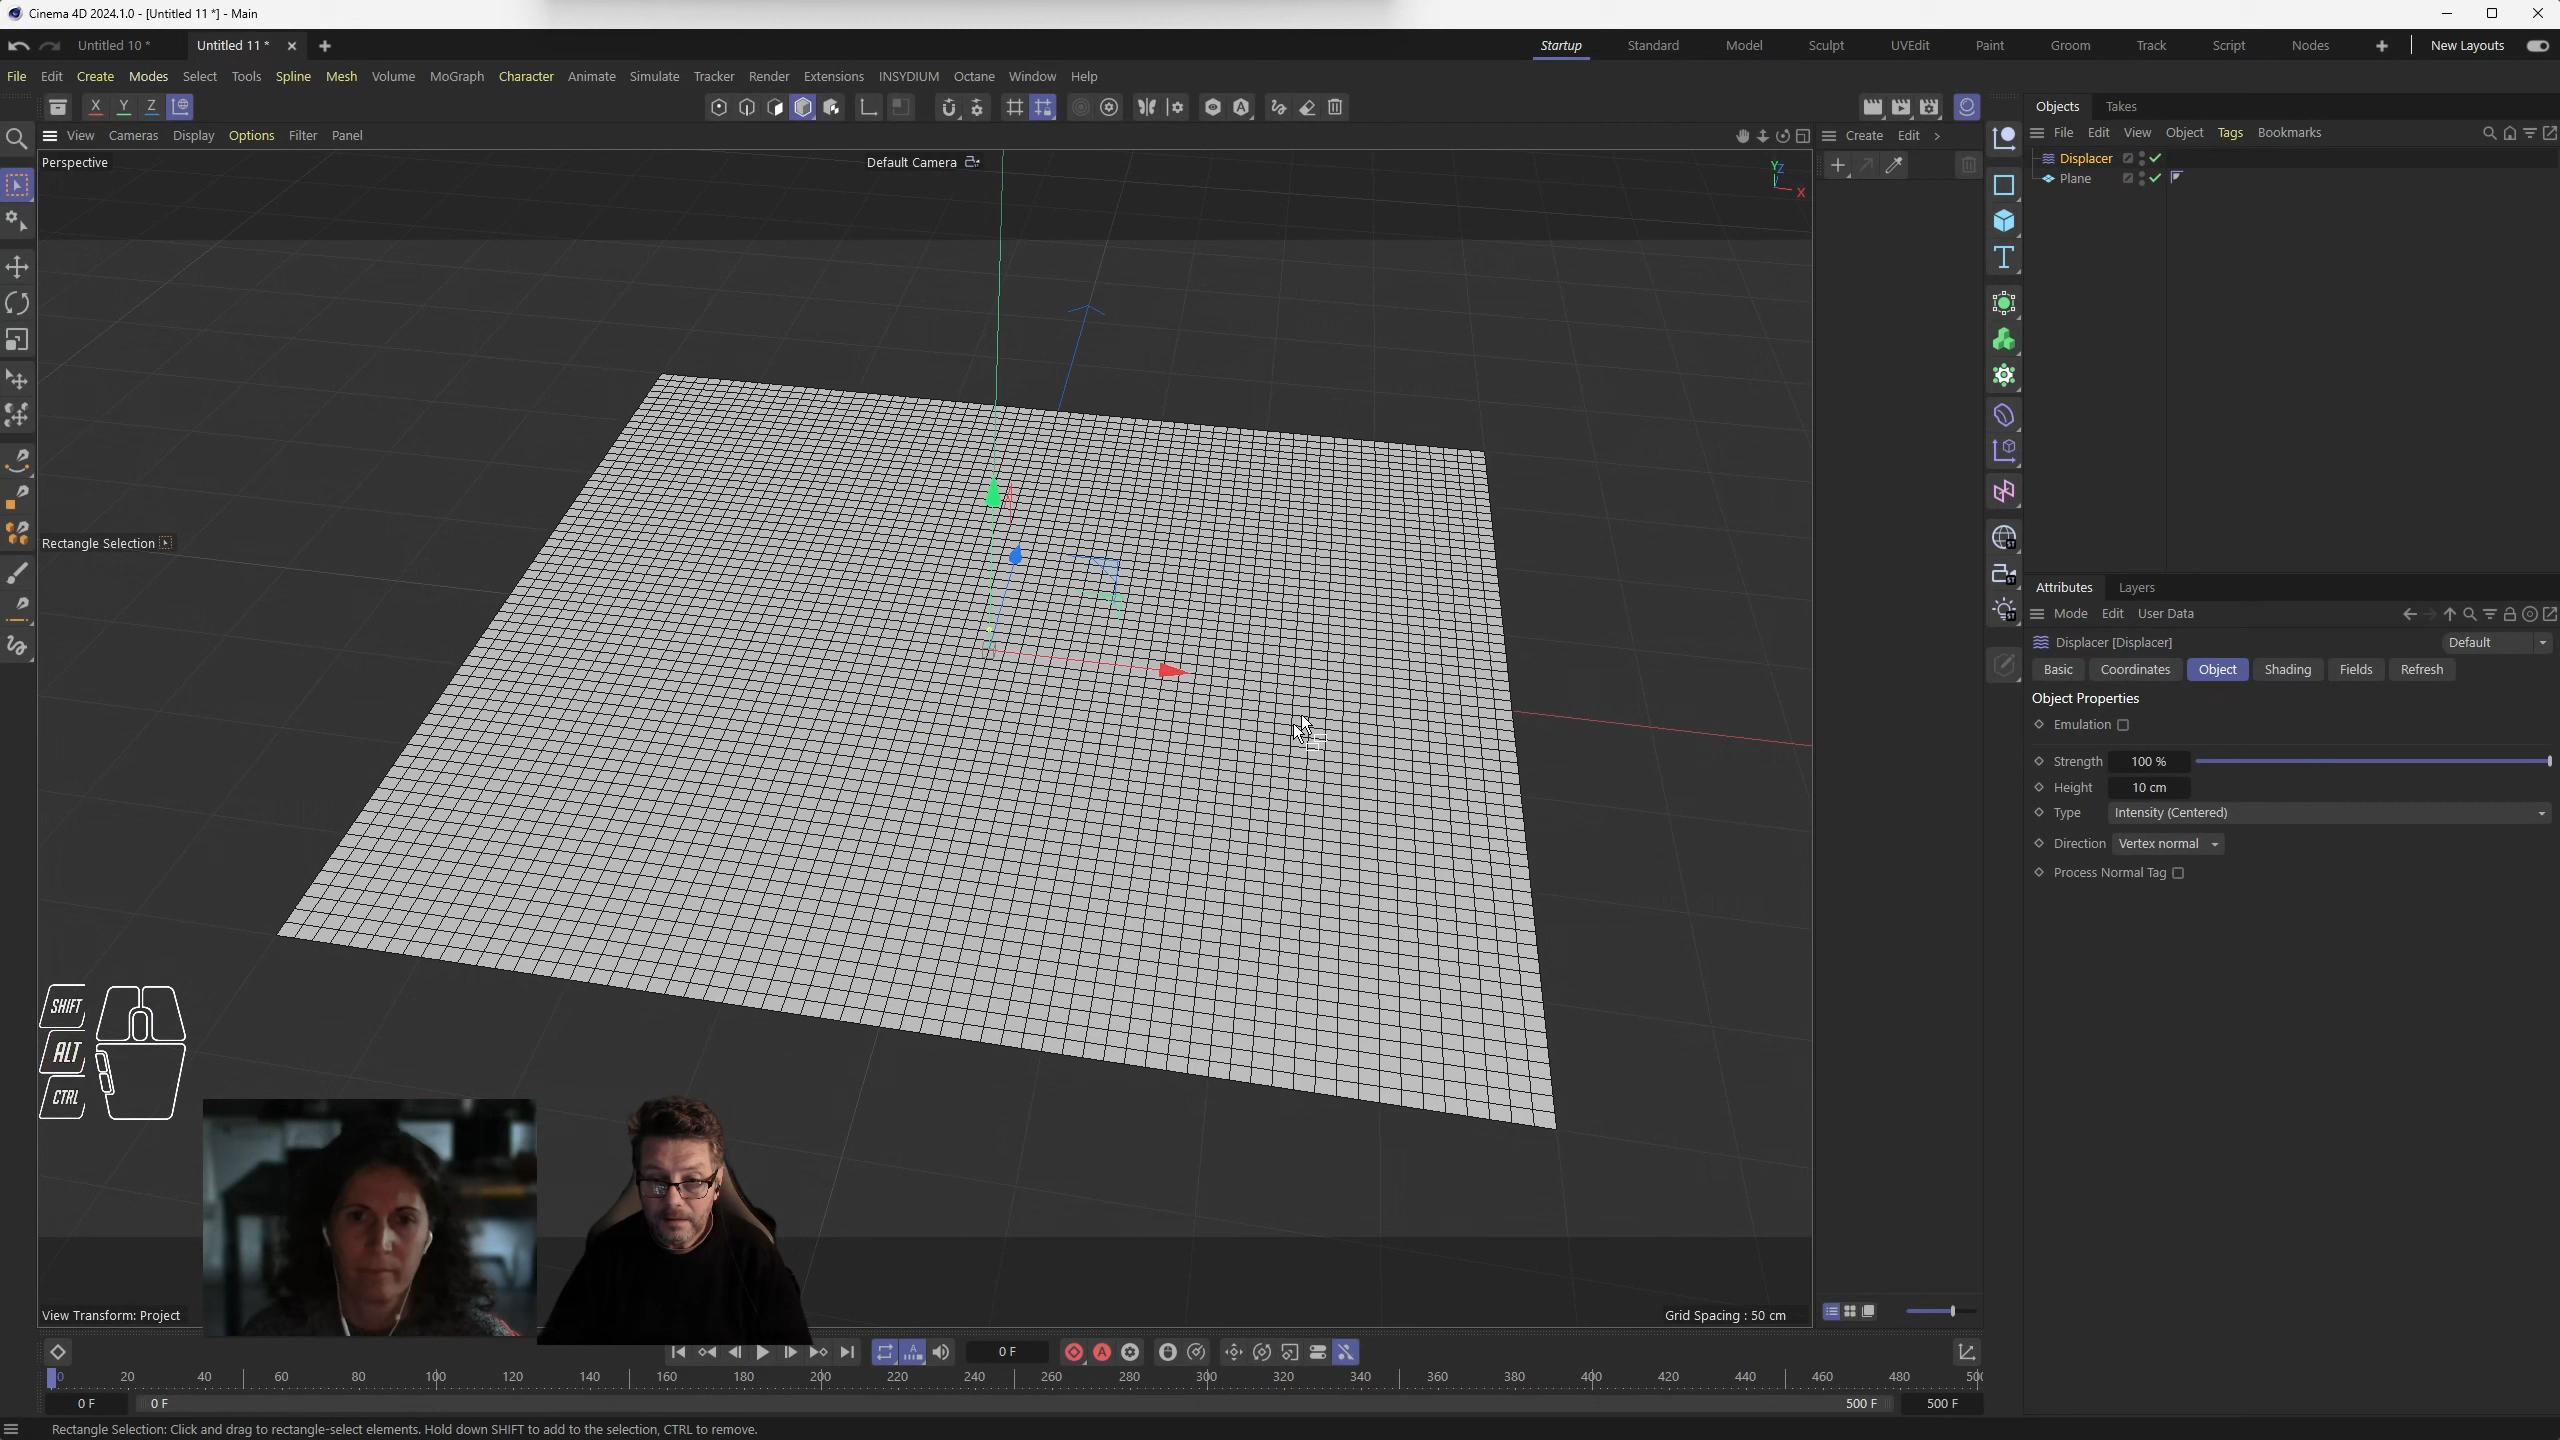 Cinema 4D 2024.1.0 - [Untitled 11 *] - Main
Untitled 10 *
Untitled 11 *
Startup
Standard
Model
Sculpt
UVEdit
Paint
Groom
Track
Script
Nodes
New Layouts
File
Edit
Create
Modes
Select
Tools
Spline
Mesh
Volume
MoGraph
Character
Animate
Simulate
Tracker
Render
Extensions
INSYDIUM
Octane
Window
Help
X
Y
Z
Objects
Takes
View
Cameras
Display
Options
Filter
Panel
Create
Edit
File
Edit
View
Object
Tags
Bookmarks
Perspective
Default Camera
Y
Z
X
Displacer
Plane
Rectangle Selection
Attributes
Layers
Mode
Edit
User Data
Displacer [Displacer]
Default
Basic
Coordinates
Object
Shading
Fields
Refresh
Object Properties
Emulation
Strength
100 %
Height
10 cm
Type
Intensity (Centered)
Direction
Vertex normal
Process Normal Tag
SHIFT
ALT
CTRL
View Transform: Project
Grid Spacing : 50 cm
0 F
0 20 40 60 80 100 120 140 160 180 200 220 240 260 280 300 320 340 360 380 400 420 440 460 480
0 F
0 F
500 F
500 F
Rectangle Selection: Click and drag to rectangle-select elements. Hold down SHIFT to add to the selection, CTRL to remove.